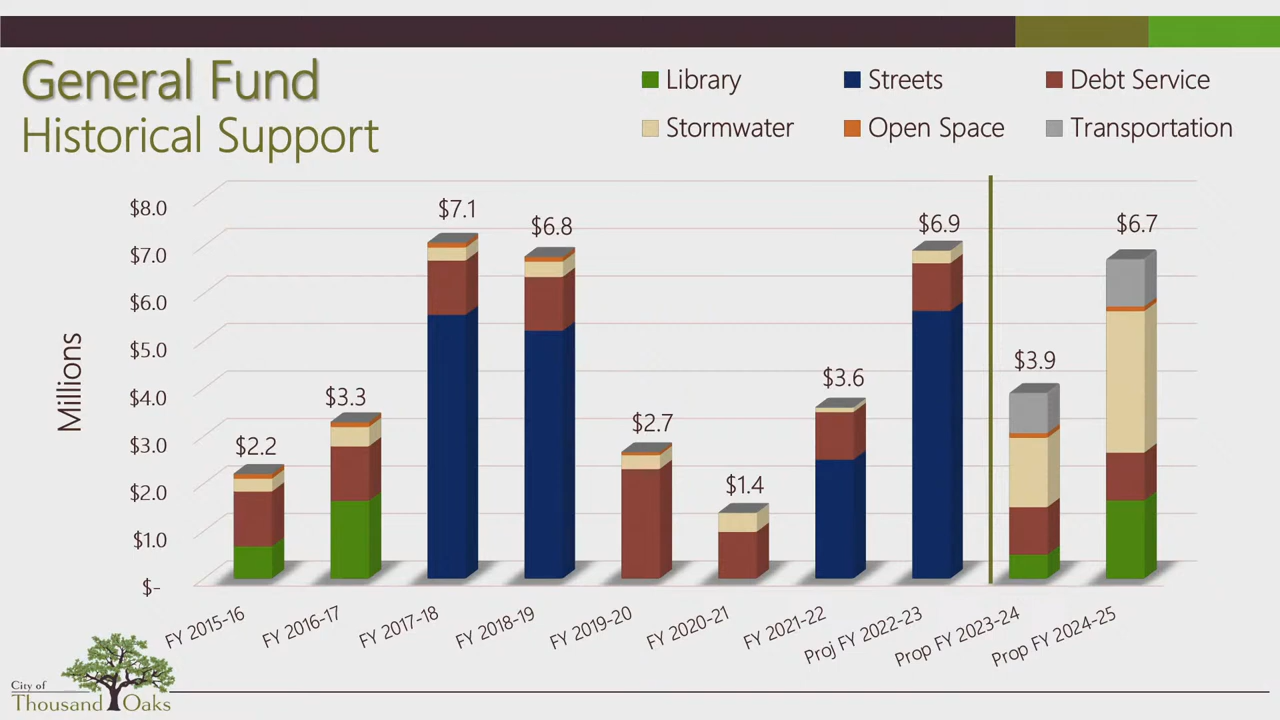 General Fund
Historical Support
Library
Streets
Debt Service
Stormwater
Open Space
Transportation
Millions
$8.0
$7.0
$6.0
$5.0
$4.0
$3.0
$2.0
$1.0
$-
$2.2
$3.3
$7.1
$6.8
$2.7
$1.4
$3.6
$6.9
$3.9
$6.7
FY 2015-16
FY 2016-17
FY 2017-18
FY 2018-19
FY 2019-20
FY 2020-21
FY 2021-22
Proj FY 2022-23
Prop FY 2023-24
Prop FY 2024-25
City of
Thousand Oaks